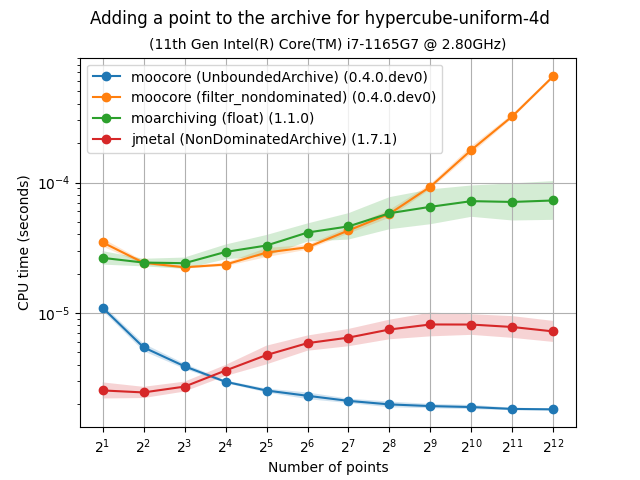 Adding a point to the archive for hypercube-uniform-4d
(11th Gen Intel(R) Core(TM) i7-1165G7 @ 2.80GHz)
moocore (UnboundedArchive) (0.4.0.dev0)
moocore (filter_nondominated) (0.4.0.dev0)
moarchiving (float) (1.1.0)
jmetal (NonDominatedArchive) (1.7.1)
CPU time (seconds)
10⁻⁴
10⁻⁵
2¹ 2² 2³ 2⁴ 2⁵ 2⁶ 2⁷ 2⁸ 2⁹ 2¹⁰ 2¹¹ 2¹²
Number of points